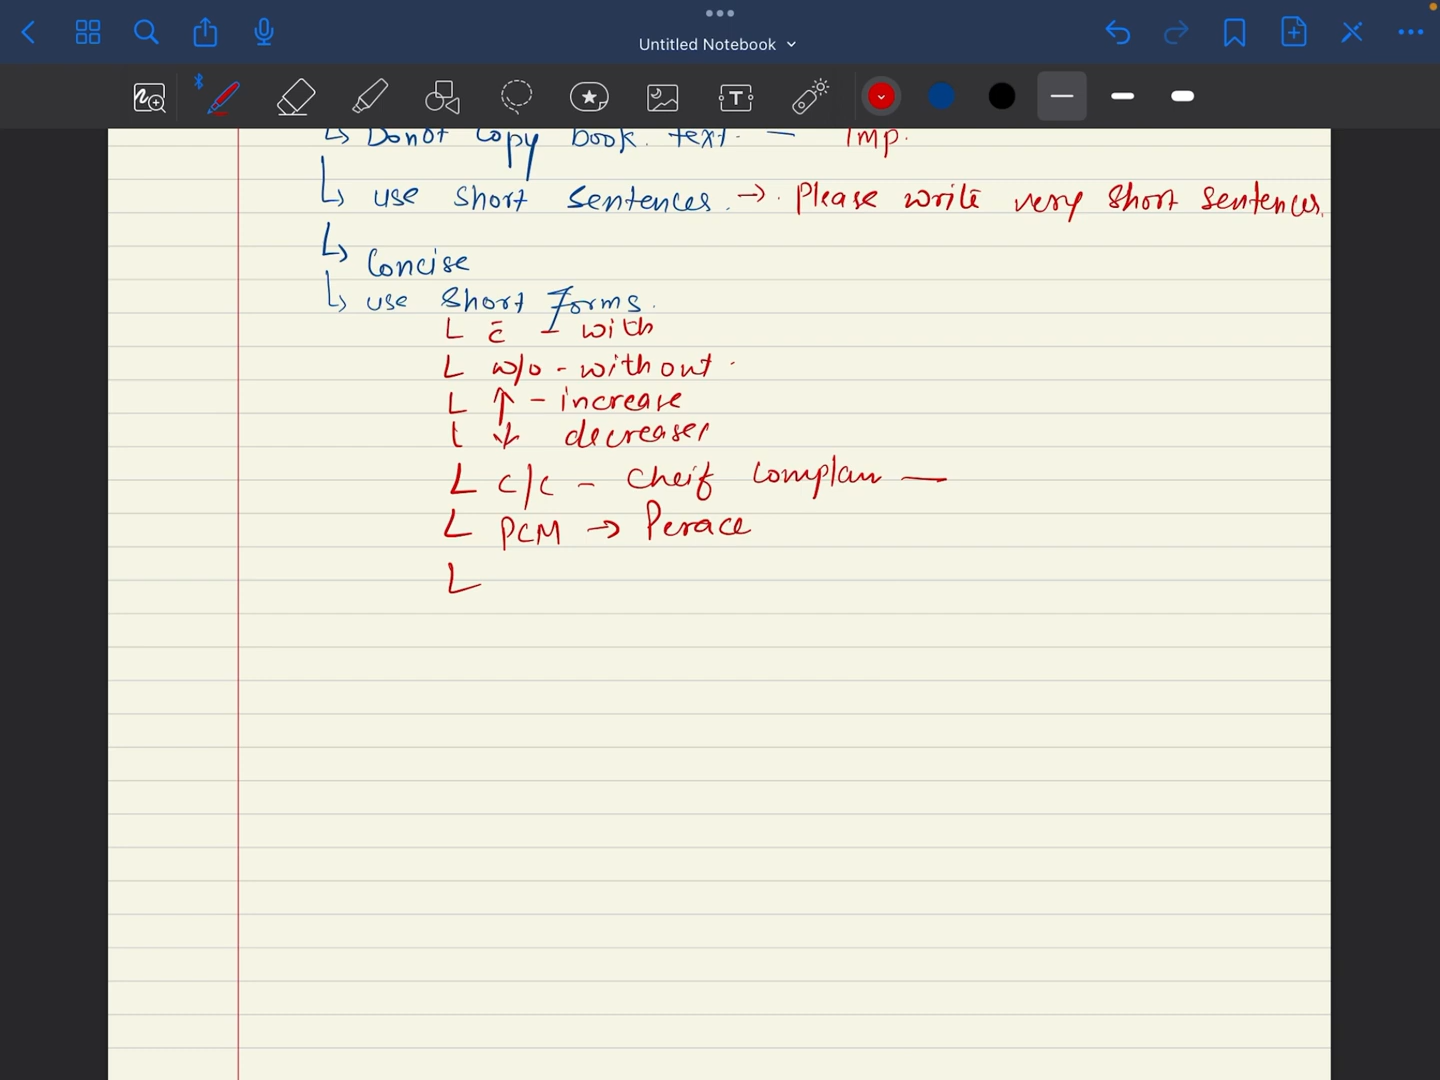 Untitled Notebook
↳ Donot copy book. text. — Imp.
↳ use short sentences. → Please write very short sentences.
↳ Concise
↳ use short forms.
L c̄ - with
L w/o - without
L ↑ - increase
L ↓ decreases
L c/c - Cheif Complain —
L PCM → Perace
L